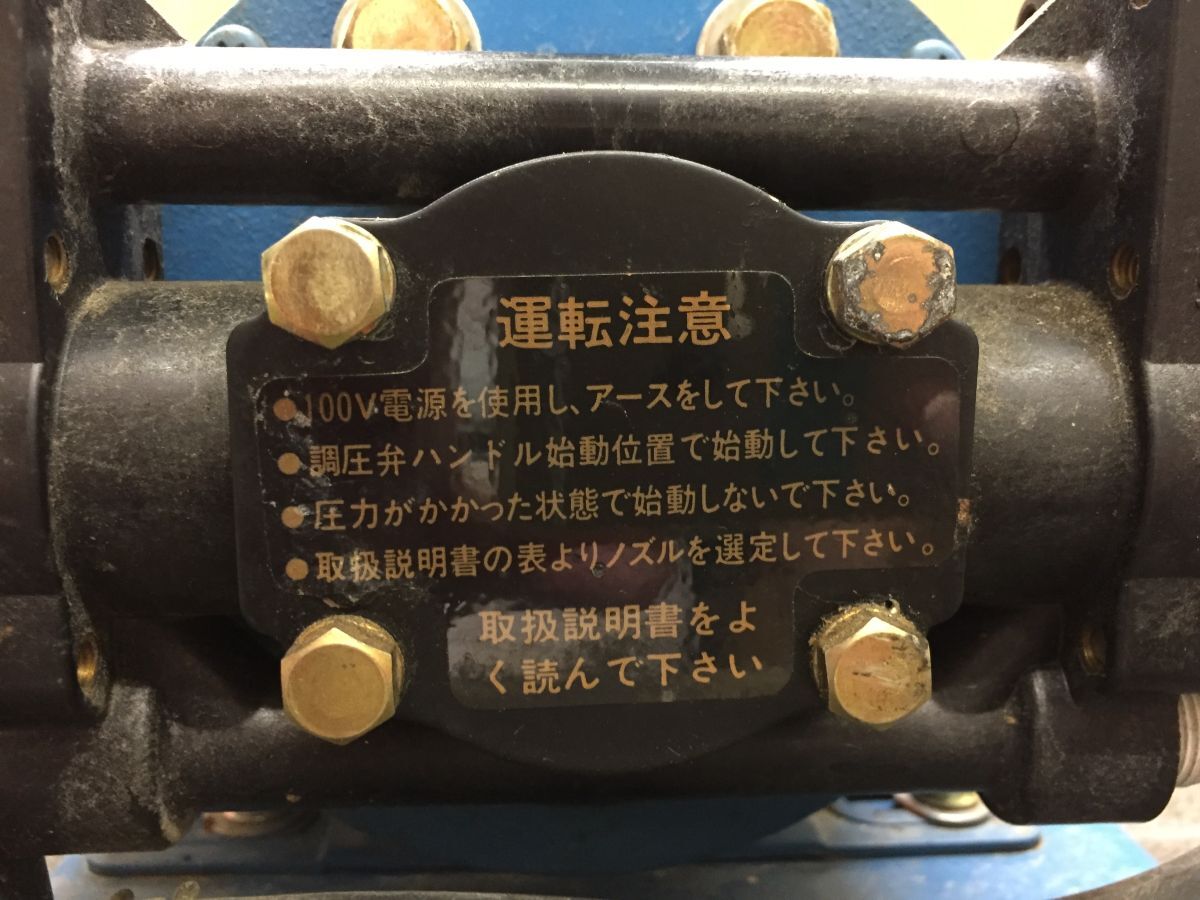 運転注意
●100V電源を使用し、アースをして下さい。
●調圧弁ハンドル始動位置で始動して下さい。
●圧力がかかった状態で始動しないで下さい。
●取扱説明書の表よりノズルを選定して下さい。
取扱説明書をよ
く読んで下さい